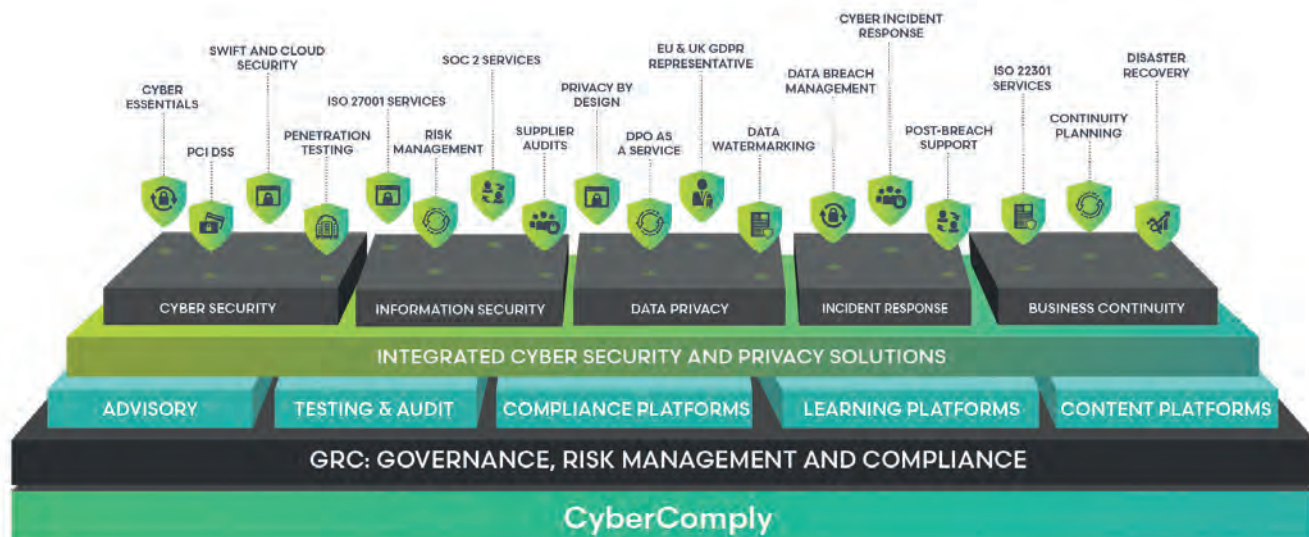 CYBER
ESSENTIALS
PCI DSS
SWIFT AND CLOUD
SECURITY
PENETRATION
TESTING
ISO 27001 SERVICES
RISK
MANAGEMENT
SOC 2 SERVICES
SUPPLIER
AUDITS
PRIVACY BY
DESIGN
DPO AS
A SERVICE
EU & UK GDPR
REPRESENTATIVE
DATA
WATERMARKING
DATA BREACH
MANAGEMENT
CYBER INCIDENT
RESPONSE
POST-BREACH
SUPPORT
ISO 22301
SERVICES
CONTINUITY
PLANNING
DISASTER
RECOVERY
CYBER SECURITY
INFORMATION SECURITY
DATA PRIVACY
INCIDENT RESPONSE
BUSINESS CONTINUITY
INTEGRATED CYBER SECURITY AND PRIVACY SOLUTIONS
ADVISORY
TESTING & AUDIT
COMPLIANCE PLATFORMS
LEARNING PLATFORMS
CONTENT PLATFORMS
GRC: GOVERNANCE, RISK MANAGEMENT AND COMPLIANCE
CyberComply